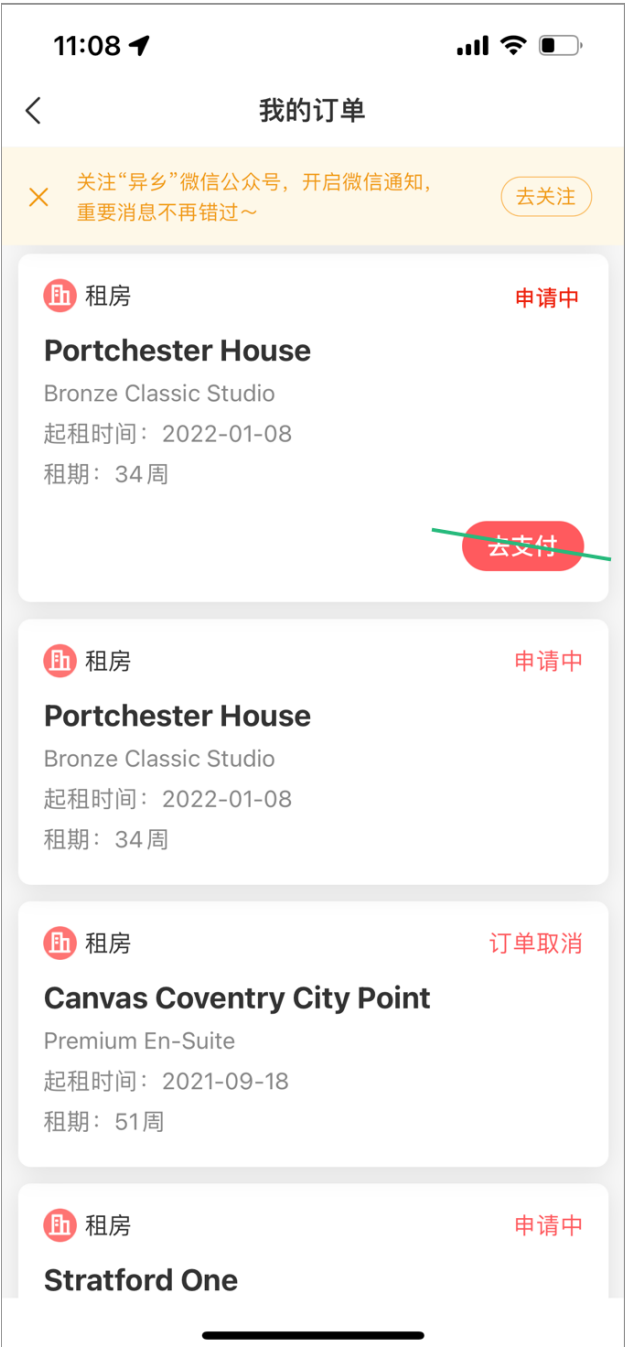 11:08
我的订单
关注“异乡”微信公众号，开启微信通知，
重要消息不再错过～
去关注
租房
申请中
Portchester House
Bronze Classic Studio
起租时间：2022-01-08
租期：34周
去支付
租房
申请中
Portchester House
Bronze Classic Studio
起租时间：2022-01-08
租期：34周
租房
订单取消
Canvas Coventry City Point
Premium En-Suite
起租时间：2021-09-18
租期：51周
租房
申请中
Stratford One